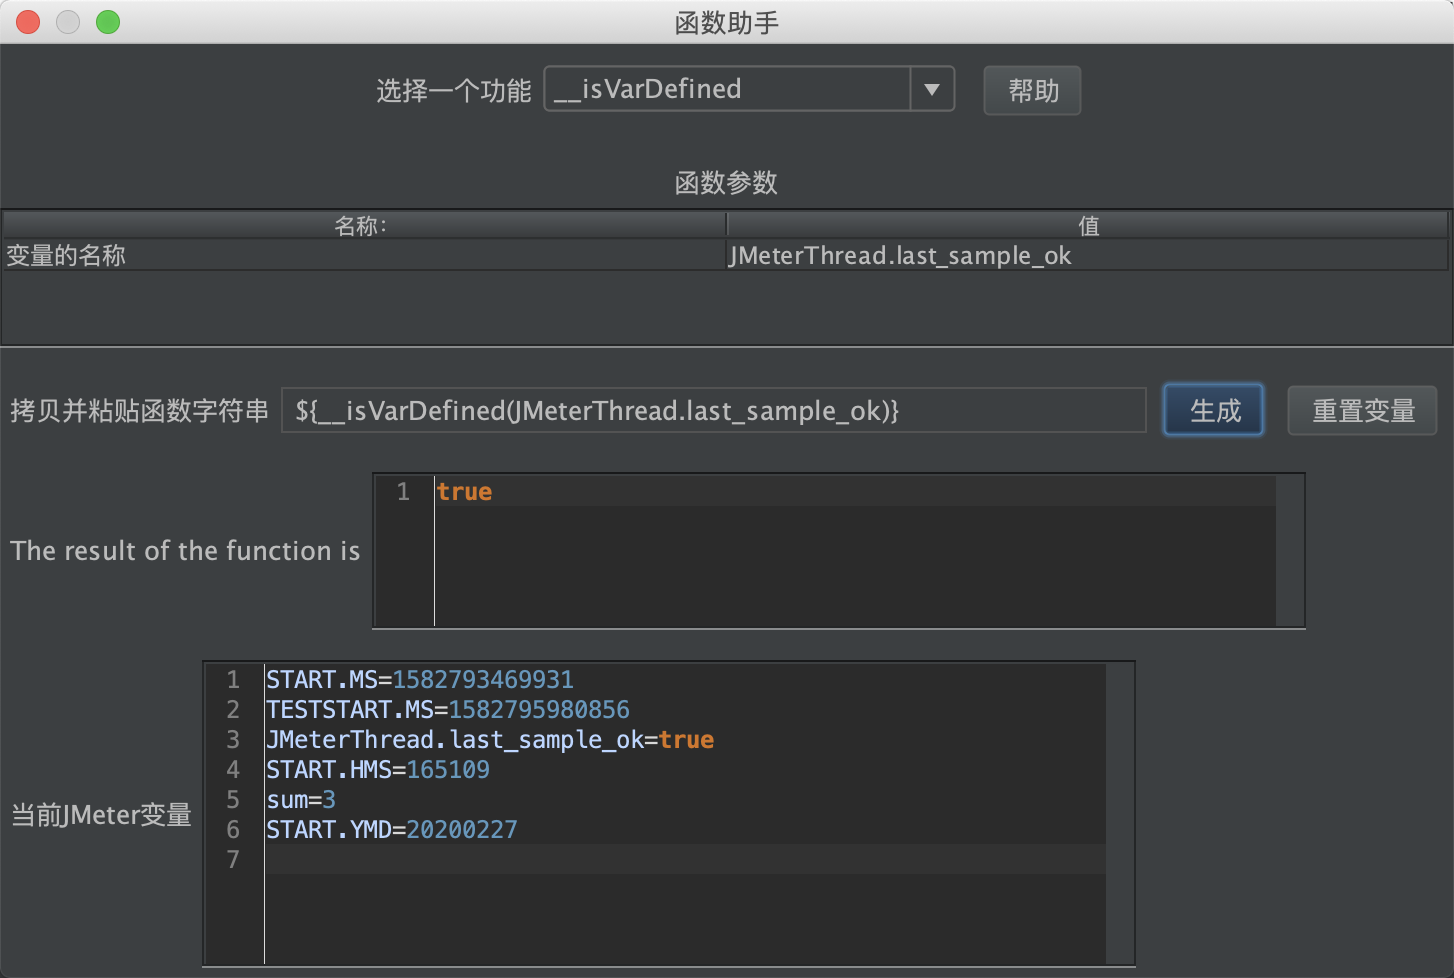 函数助手
选择一个功能 __isVarDefined 帮助
函数参数
名称: 值
变量的名称 JMeterThread.last_sample_ok
拷贝并粘贴函数字符串 ${__isVarDefined(JMeterThread.last_sample_ok)} 生成 重置变量
The result of the function is
1 true
当前JMeter变量
1 START.MS=1582793469931
2 TESTSTART.MS=1582795980856
3 JMeterThread.last_sample_ok=true
4 START.HMS=165109
5 sum=3
6 START.YMD=20200227
7